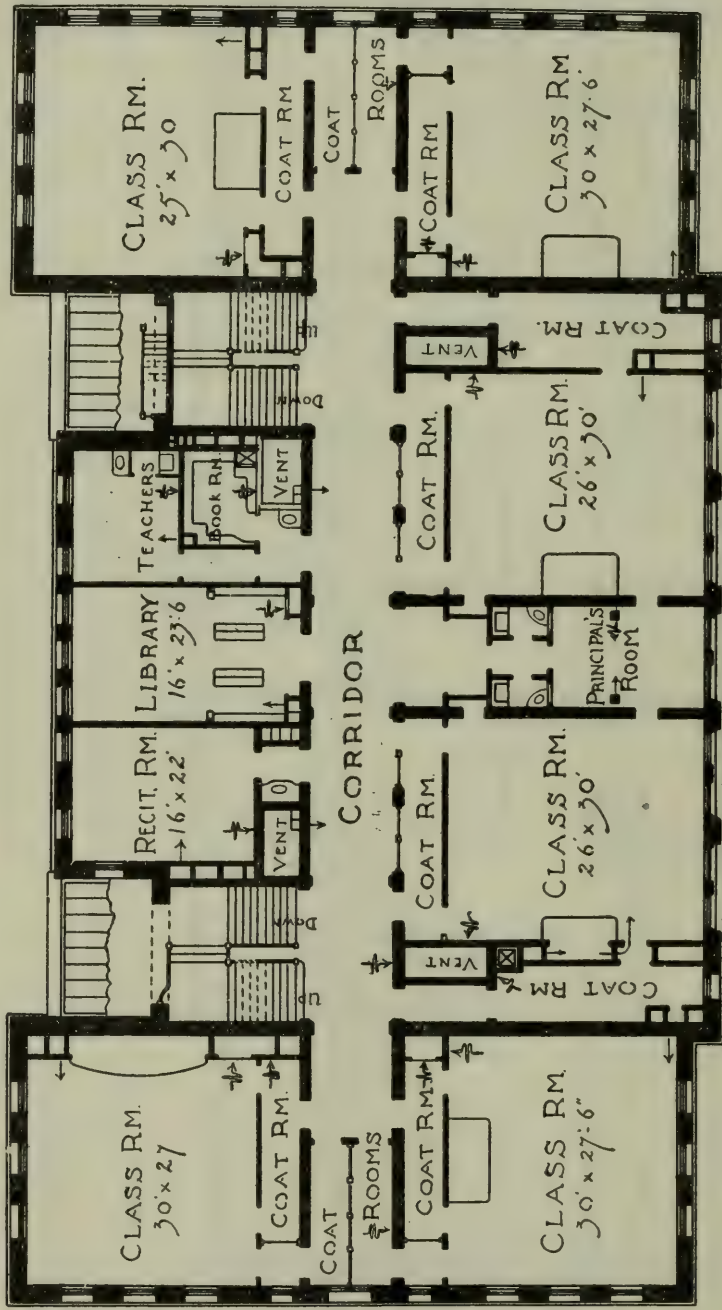 CLASS RM.
30' x 27
RECIT. RM.
16' x 22'
LIBRARY
16' x 23:6
TEACHERS
BOOK RM.
CLASS RM.
25' x 30
COAT RM.
UP
DOWN
VENT
VENT
DOWN
UP
COAT RM
COAT
ROOMS
CORRIDOR
COAT
ROOMS
COAT RM.
VENT
COAT RM.
COAT RM.
VENT
COAT RM
COAT RM
PRINCIPAL'S
ROOM
COAT RM.
CLASS RM.
30' x 27:6"
CLASS RM.
26' x 30'
CLASS RM.
26' x 30'
CLASS RM
30 x 27:6'